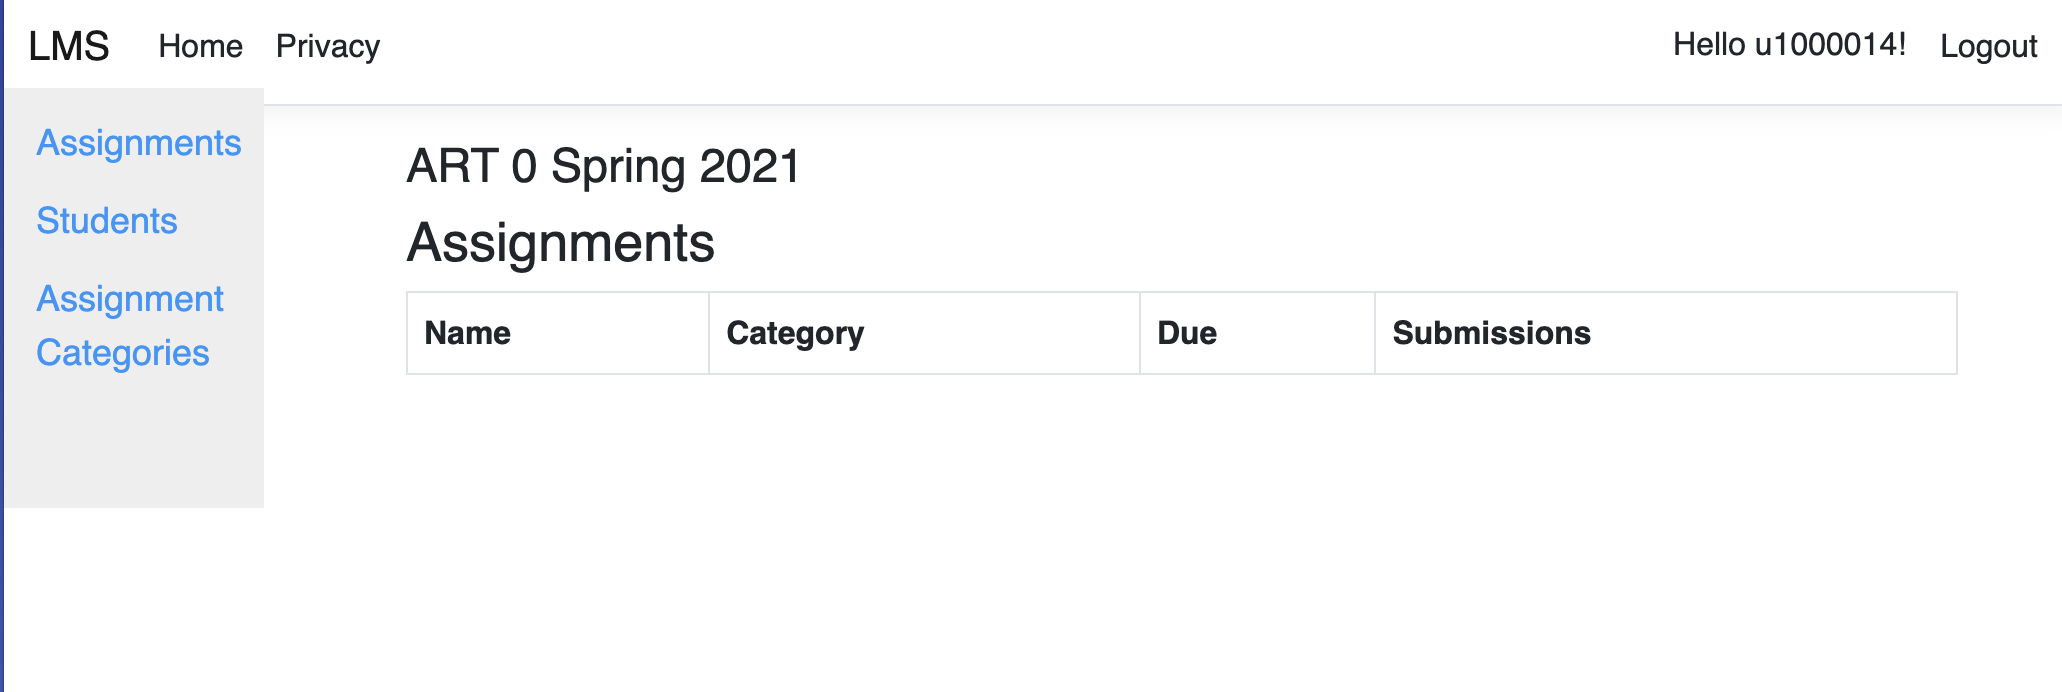 LMS Home Privacy Hello u1000014! Logout
Assignments
Students
Assignment
Categories
ART 0 Spring 2021
Assignments
Name Category Due Submissions